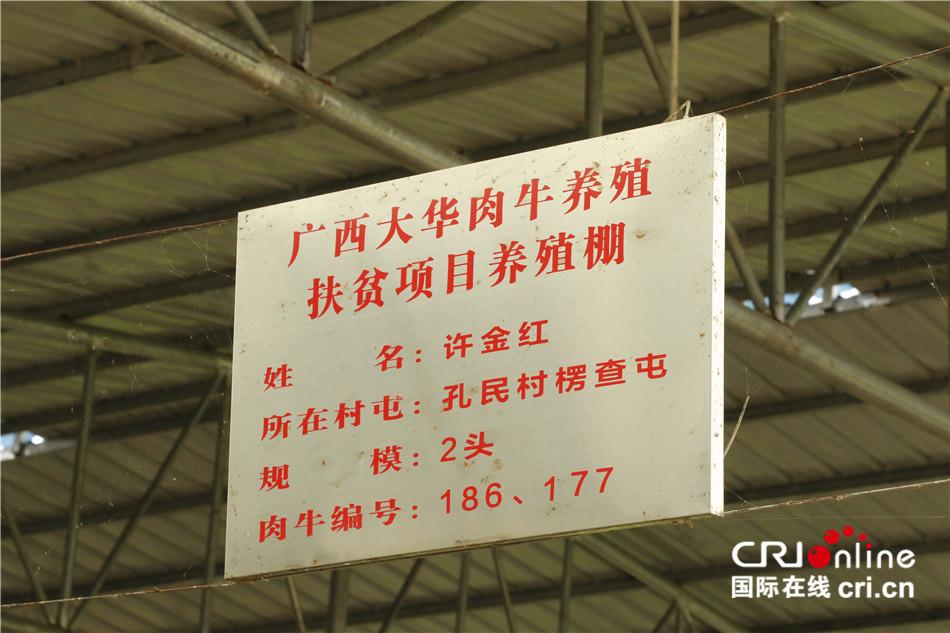 广西大华肉牛养殖
扶贫项目养殖棚
姓 名：许金红
所在村屯：孔民村楞查屯
规 模：2头
肉牛编号：186、177
CRIOnline
国际在线 cri.cn